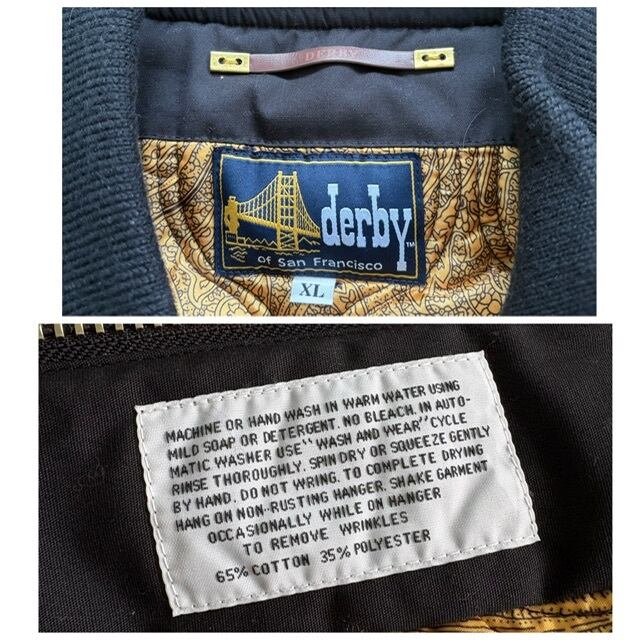 DERBY
derby™
of San Francisco
XL
MACHINE OR HAND WASH IN WARM WATER USING
MILD SOAP OR DETERGENT. NO BLEACH. IN AUTO-
MATIC WASHER USE "WASH AND WEAR" CYCLE
RINSE THOROUGHLY. SPIN DRY OR SQUEEZE GENTLY
BY HAND. DO NOT WRING. TO COMPLETE DRYING
HANG ON NON-RUSTING HANGER. SHAKE GARMENT
OCCASIONALLY WHILE ON HANGER
TO REMOVE WRINKLES
65% COTTON 35% POLYESTER